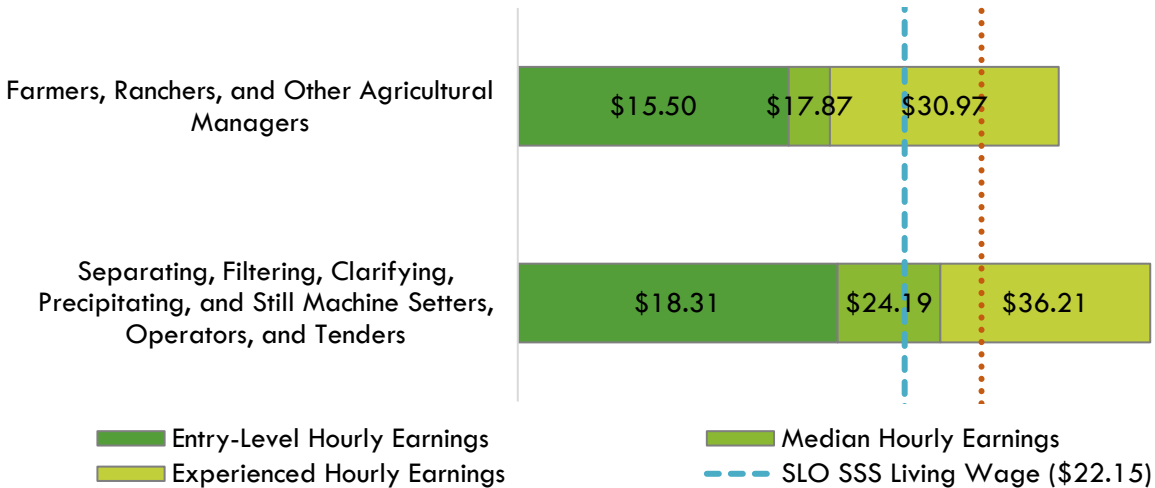 Farmers, Ranchers, and Other Agricultural
Managers
$15.50
$17.87
$30.97
Separating, Filtering, Clarifying,
Precipitating, and Still Machine Setters,
Operators, and Tenders
$18.31
$24.19
$36.21
Entry-Level Hourly Earnings
Median Hourly Earnings
Experienced Hourly Earnings
SLO SSS Living Wage ($22.15)